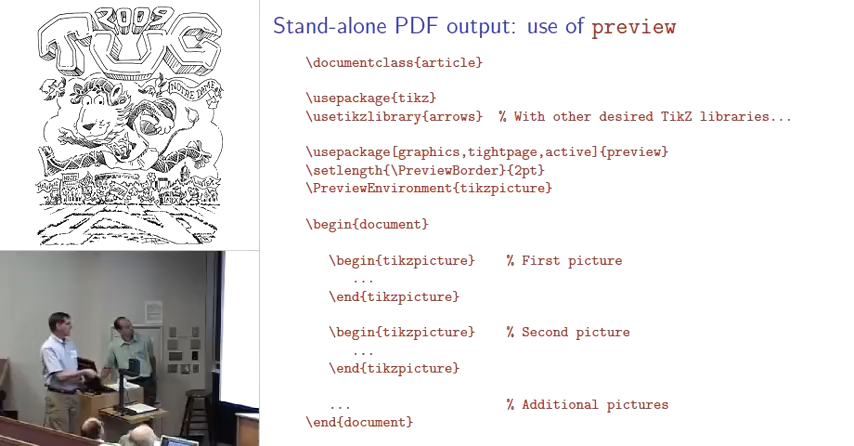 2009
TUG
NOTRE DAME
Stand-alone PDF output: use of preview
\documentclass{article}
\usepackage{tikz}
\usetikzlibrary{arrows}  % With other desired TikZ libraries...
\usepackage[graphics,tightpage,active]{preview}
\setlength{\PreviewBorder}{2pt}
\PreviewEnvironment{tikzpicture}
\begin{document}
\begin{tikzpicture}    % First picture
...
\end{tikzpicture}
\begin{tikzpicture}    % Second picture
...
\end{tikzpicture}
...    % Additional pictures
\end{document}